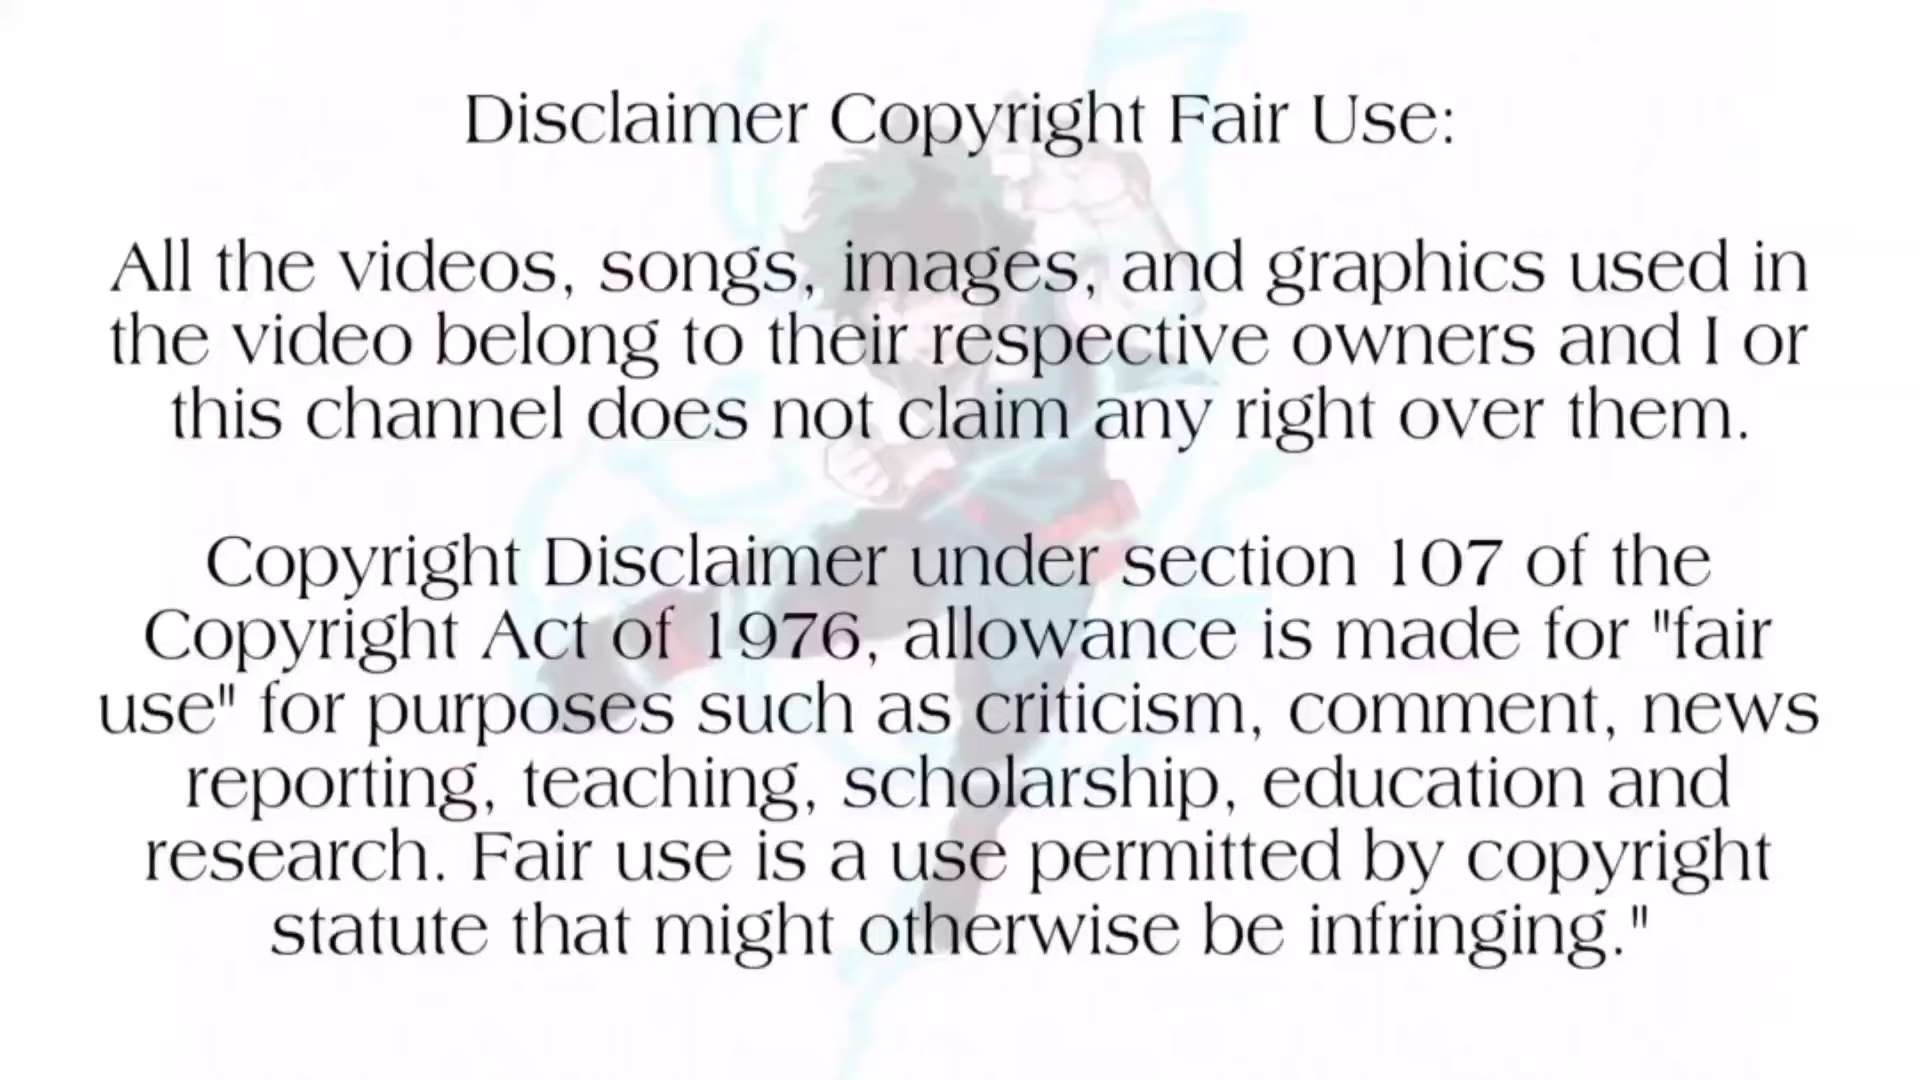 Disclaimer Copyright Fair Use:
All the videos, songs, images, and graphics used in
the video belong to their respective owners and I or
this channel does not claim any right over them.
Copyright Disclaimer under section 107 of the
Copyright Act of 1976, allowance is made for "fair
use" for purposes such as criticism, comment, news
reporting, teaching, scholarship, education and
research. Fair use is a use permitted by copyright
statute that might otherwise be infringing."